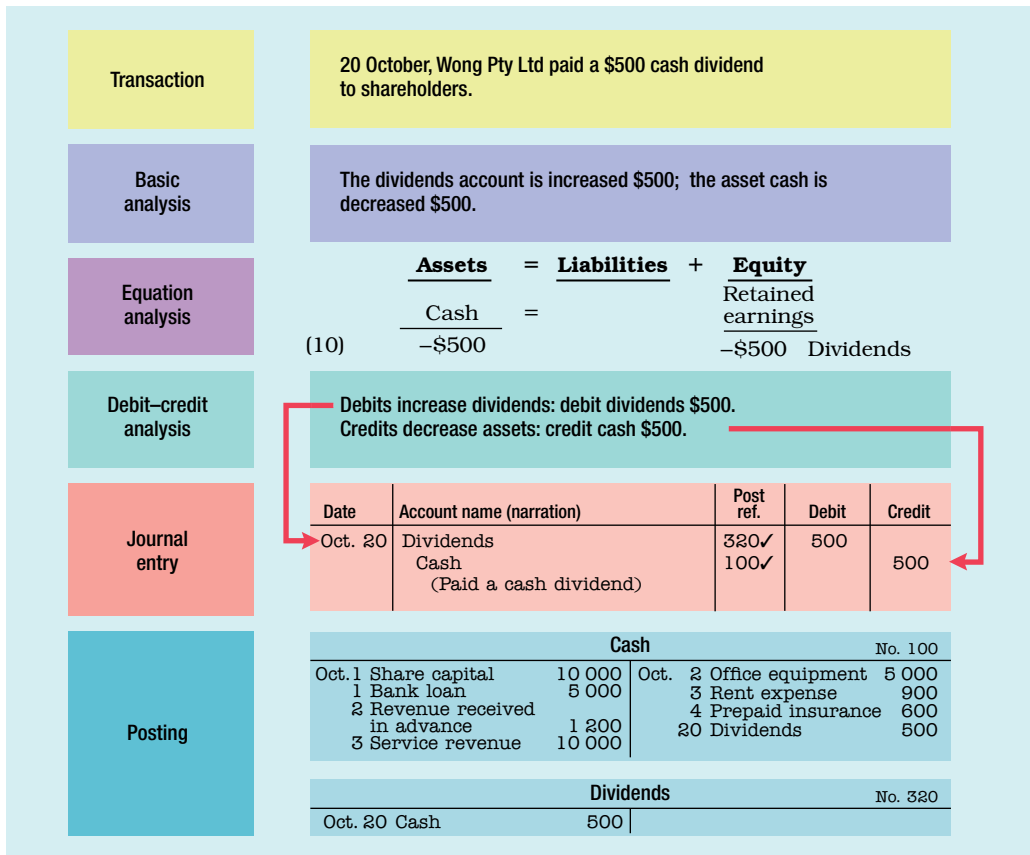 Transaction
20 October, Wong Pty Ltd paid a $500 cash dividend
to shareholders.
Basic
analysis
The dividends account is increased $500; the asset cash is
decreased $500.
Equation
analysis
Assets = Liabilities + Equity
Retained
earnings
Cash =
(10) –$500 –$500 Dividends
Debit–credit
analysis
Debits increase dividends: debit dividends $500.
Credits decrease assets: credit cash $500.
Journal
entry
Date Account name (narration) Post ref. Debit Credit
Oct. 20 Dividends 320✓ 500
Cash 100✓ 500
(Paid a cash dividend)
Posting
Cash No. 100
Oct. 1 Share capital 10 000 Oct. 2 Office equipment 5 000
1 Bank loan 5 000 3 Rent expense 900
2 Revenue received 4 Prepaid insurance 600
in advance 1 200 20 Dividends 500
3 Service revenue 10 000
Dividends No. 320
Oct. 20 Cash 500